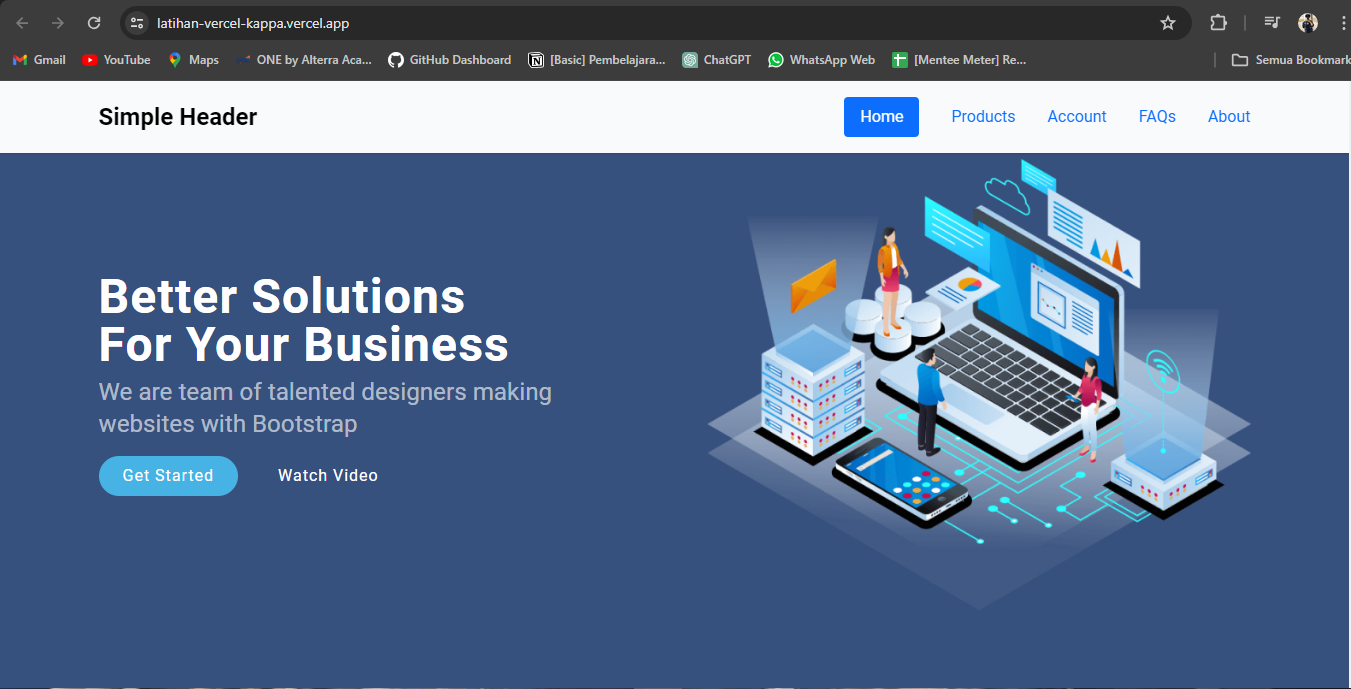 latihan-vercel-kappa.vercel.app
Gmail
YouTube
Maps
ONE by Alterra Aca...
GitHub Dashboard
[Basic] Pembelajara...
ChatGPT
WhatsApp Web
[Mentee Meter] Re...
Semua Bookmark
Simple Header
Home
Products
Account
FAQs
About
Better Solutions
For Your Business
We are team of talented designers making
websites with Bootstrap
Get Started
Watch Video